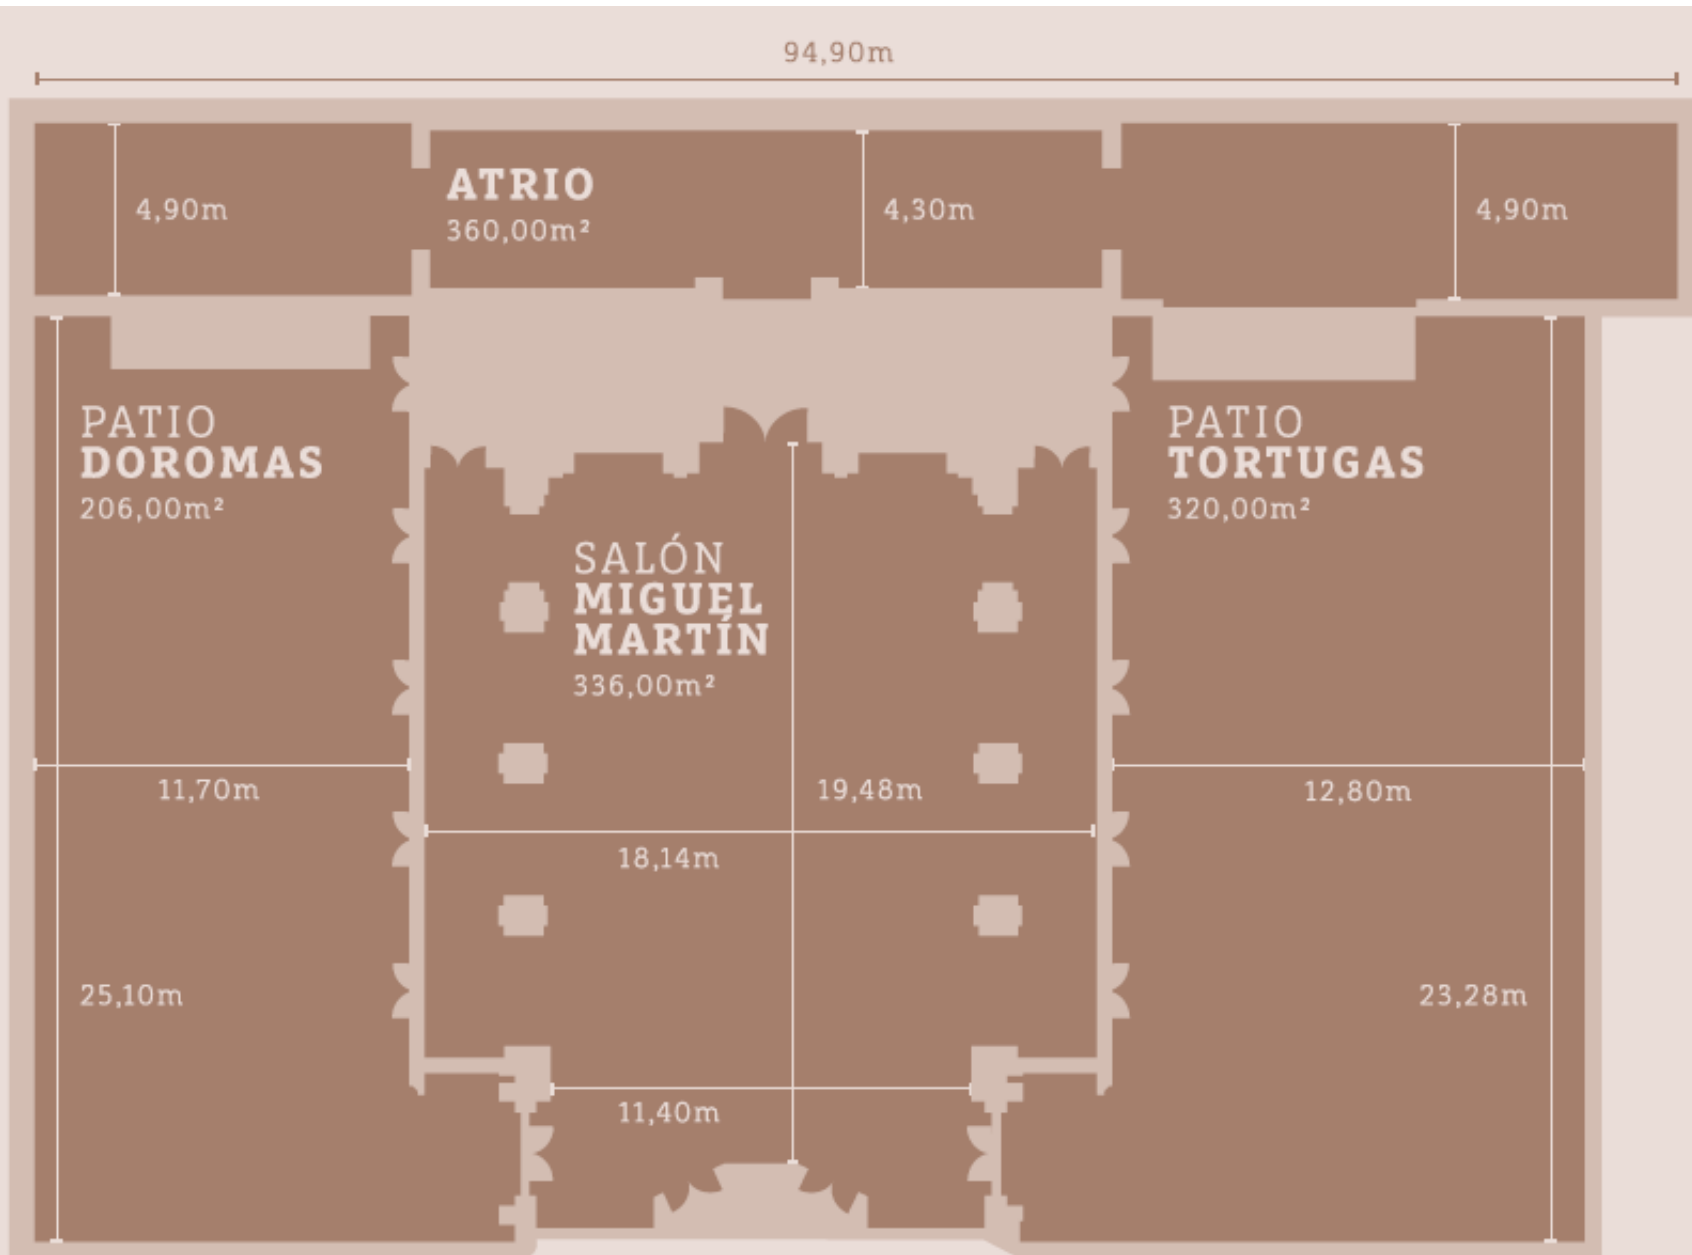 94,90m
4,90m
ATRIO
360,00m²
4,30m
4,90m
PATIO
DOROMAS
206,00m²
PATIO
TORTUGAS
320,00m²
SALÓN
MIGUEL
MARTÍN
336,00m²
11,70m
19,48m
12,80m
18,14m
25,10m
23,28m
11,40m